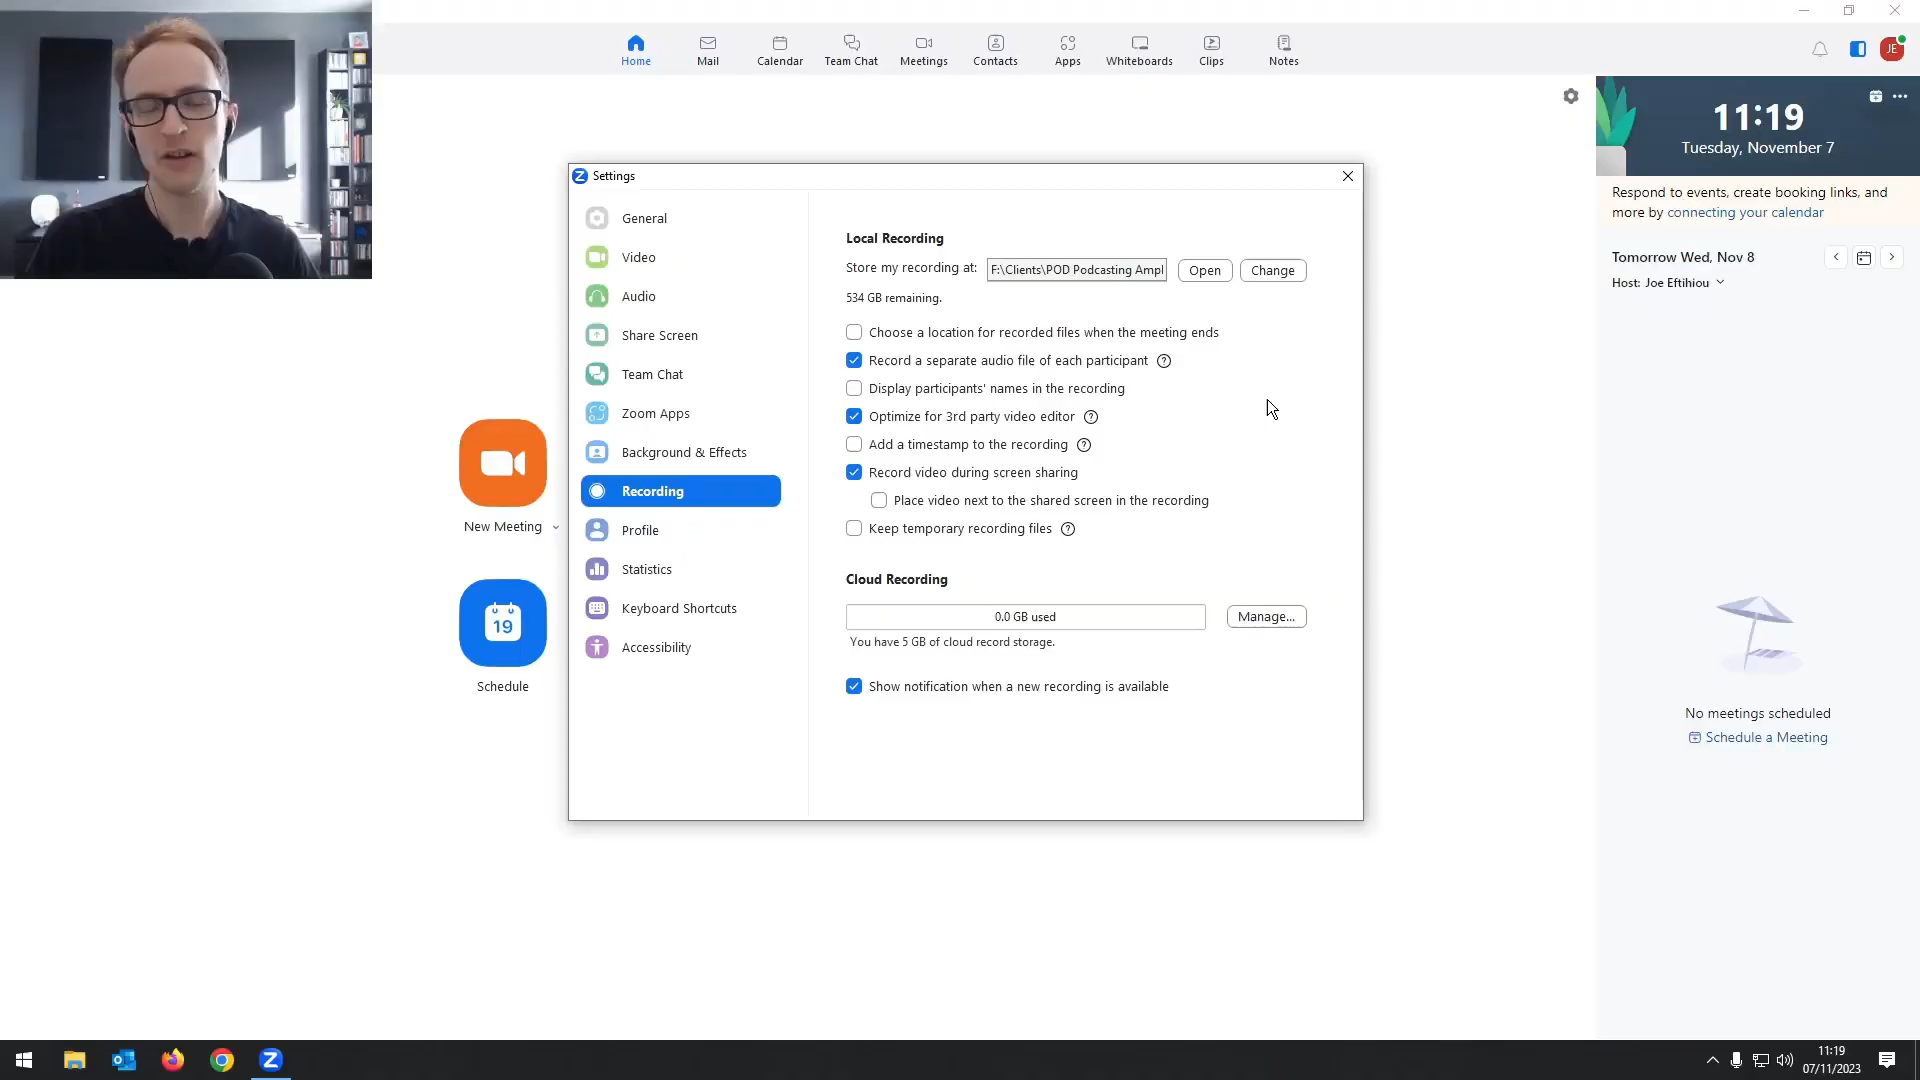 Home
Mail
Calendar
Team Chat
Meetings
Contacts
Apps
Whiteboards
Clips
Notes
JE
11:19
Tuesday, November 7
Respond to events, create booking links, and
more by connecting your calendar
Tomorrow Wed, Nov 8
Host: Joe Eftihiou
No meetings scheduled
Schedule a Meeting
New Meeting
19
Schedule
Settings
General
Video
Audio
Share Screen
Team Chat
Zoom Apps
Background & Effects
Recording
Profile
Statistics
Keyboard Shortcuts
Accessibility
Local Recording
Store my recording at: F:\Clients\POD Podcasting Ampl Open Change
534 GB remaining.
Choose a location for recorded files when the meeting ends
Record a separate audio file of each participant
Display participants' names in the recording
Optimize for 3rd party video editor
Add a timestamp to the recording
Record video during screen sharing
Place video next to the shared screen in the recording
Keep temporary recording files
Cloud Recording
0.0 GB used Manage...
You have 5 GB of cloud record storage.
Show notification when a new recording is available
11:19
07/11/2023